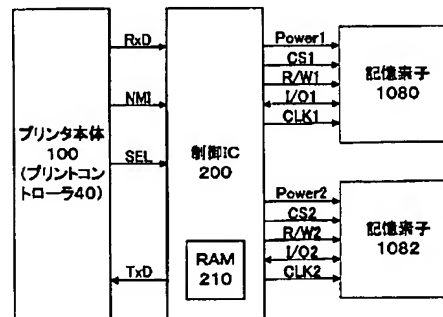 プリンタ本体
100
(プリントコン
トローラ40)
RxD
NMI
SEL
TxD
制御IC
200
RAM
210
Power1
CS1
R/W1
I/O1
CLK1
記憶素子
1080
Power2
CS2
R/W2
I/O2
CLK2
記憶素子
1082